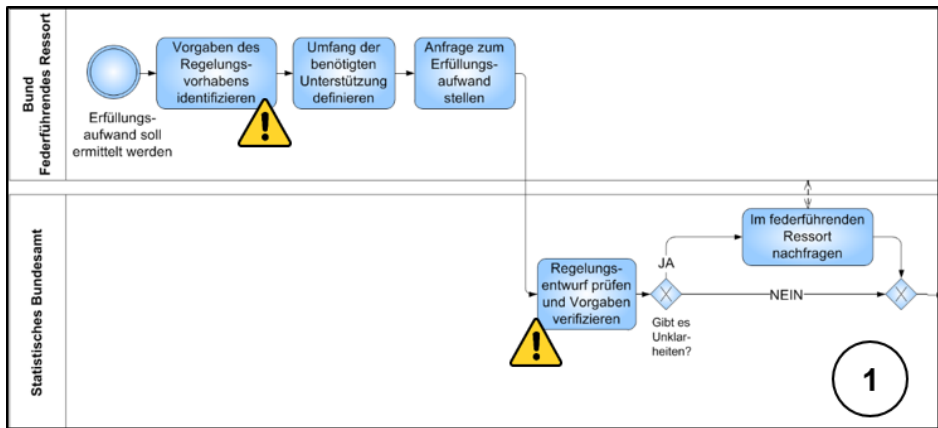 Bund
Federführendes Ressort
Erfüllungs-
aufwand soll
ermittelt werden
Vorgaben des
Regelungs-
vorhabens
identifizieren
Umfang der
benötigten
Unterstützung
definieren
Anfrage zum
Erfüllungs-
aufwand
stellen
Statistisches Bundesamt
Regelungs-
entwurf prüfen
und Vorgaben
verifizieren
Gibt es
Unklar-
heiten?
JA
Im federführenden
Ressort
nachfragen
NEIN
1